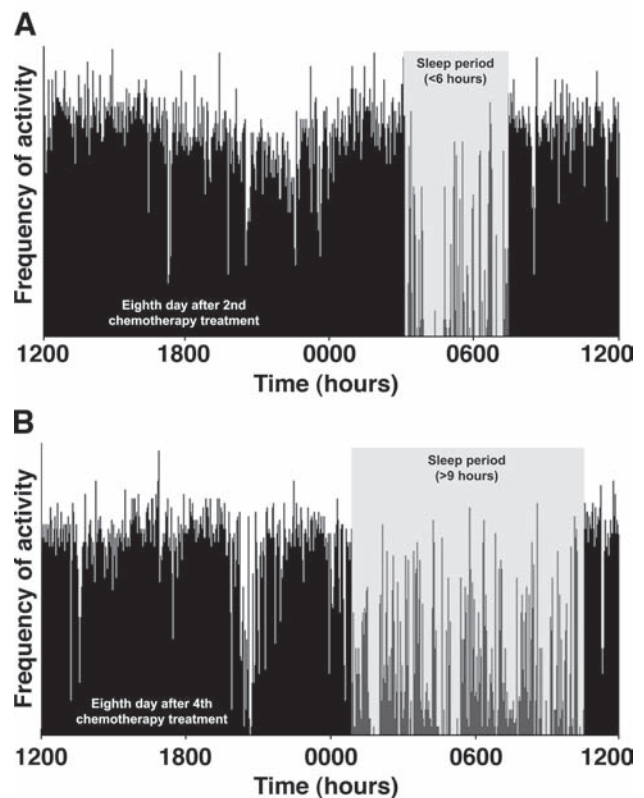 A
Frequency of activity
Sleep period
(<6 hours)
Eighth day after 2nd
chemotherapy treatment
1200 1800 0000 0600 1200
Time (hours)
B
Frequency of activity
Sleep period
(>9 hours)
Eighth day after 4th
chemotherapy treatment
1200 1800 0000 0600 1200
Time (hours)